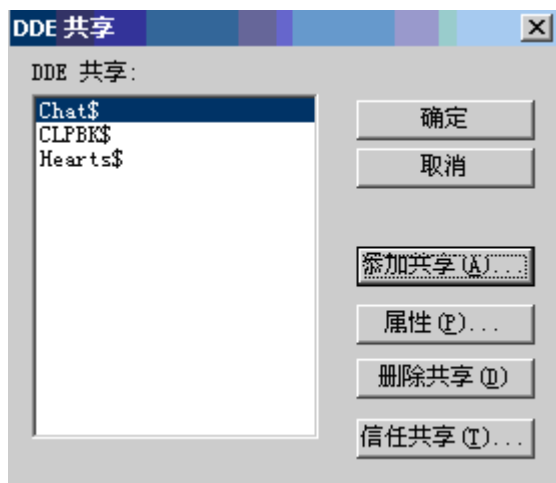 DDE 共享
DDE 共享:
Chat$
CLPBK$
Hearts$
确定
取消
添加共享(A)...
属性(P)...
删除共享(D)
信任共享(T)...